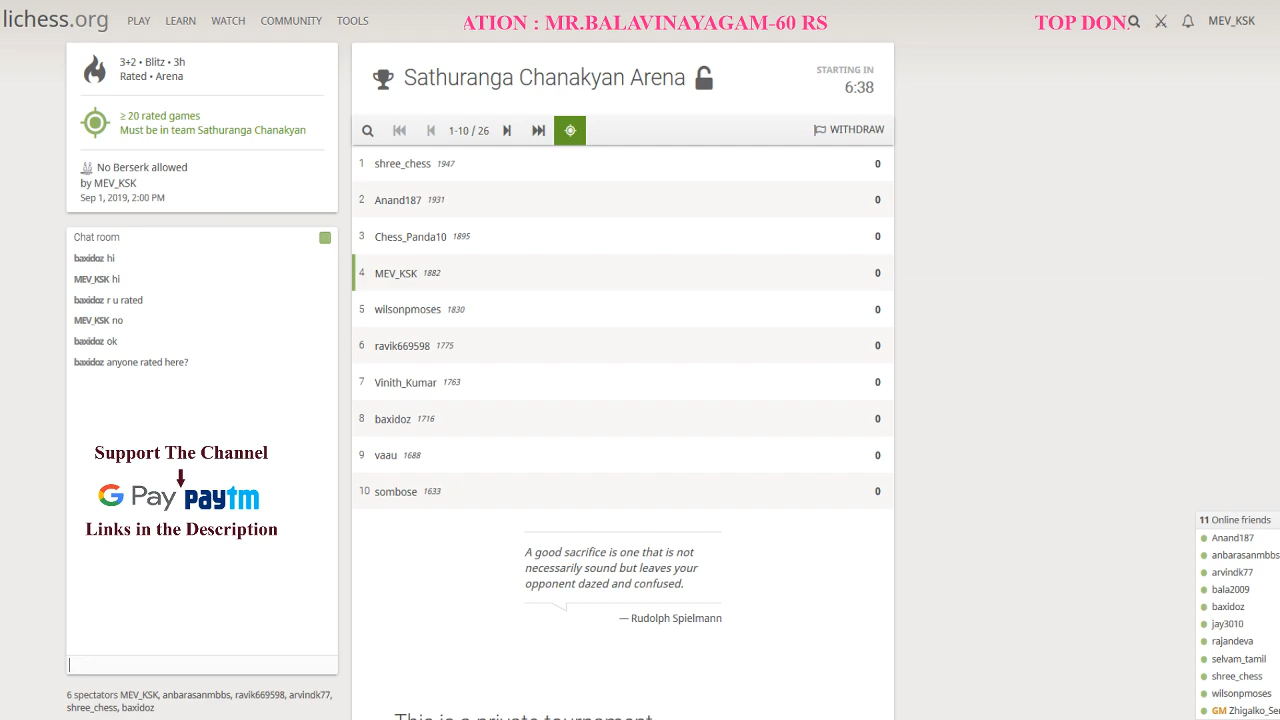 lichess.org PLAY LEARN WATCH COMMUNITY TOOLS ATION : MR.BALAVINAYAGAM-60 RS TOP DON MEV_KSK
3+2 • Blitz • 3h
Rated • Arena
≥ 20 rated games
Must be in team Sathuranga Chanakyan
No Berserk allowed
by MEV_KSK
Sep 1, 2019, 2:00 PM
Chat room
baxidoz hi
MEV_KSK hi
baxidoz r u rated
MEV_KSK no
baxidoz ok
baxidoz anyone rated here?
Support The Channel
G Pay paytm
Links in the Description
6 spectators MEV_KSK, anbarasanmbbs, ravik669598, arvindk77,
shree_chess, baxidoz
Sathuranga Chanakyan Arena
STARTING IN
6:38
1-10 / 26 WITHDRAW
1 shree_chess 1947 0
2 Anand187 1931 0
3 Chess_Panda10 1895 0
4 MEV_KSK 1882 0
5 wilsonpmoses 1830 0
6 ravik669598 1775 0
7 Vinith_Kumar 1763 0
8 baxidoz 1716 0
9 vaau 1688 0
10 sombose 1633 0
A good sacrifice is one that is not
necessarily sound but leaves your
opponent dazed and confused.
— Rudolph Spielmann
This is a private tournament
11 Online friends
Anand187
anbarasanmbbs
arvindk77
bala2009
baxidoz
jay3010
rajandeva
selvam_tamil
shree_chess
wilsonpmoses
GM Zhigalko_Se